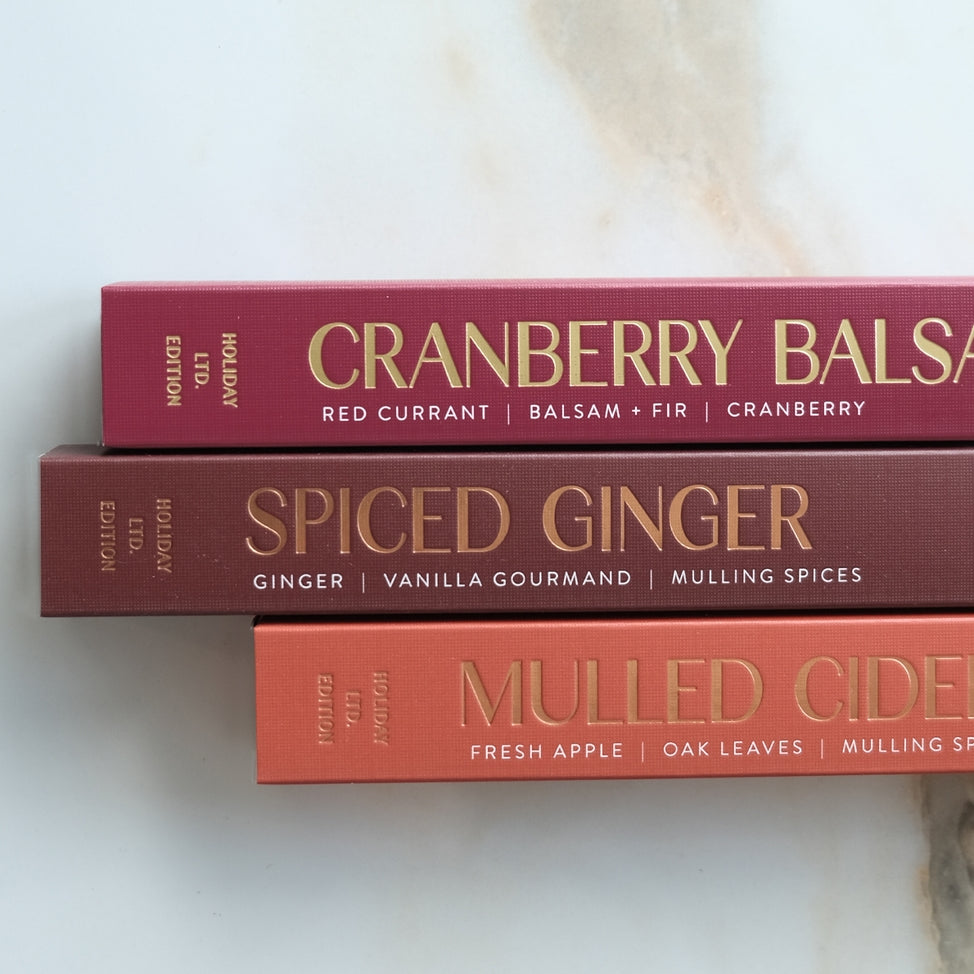 HOLIDAY
LTD.
EDITION
CRANBERRY BALSA
RED CURRANT | BALSAM + FIR | CRANBERRY
HOLIDAY
LTD.
EDITION
SPICED GINGER
GINGER | VANILLA GOURMAND | MULLING SPICES
HOLIDAY
LTD.
EDITION
MULLED CIDE
FRESH APPLE | OAK LEAVES | MULLING SP